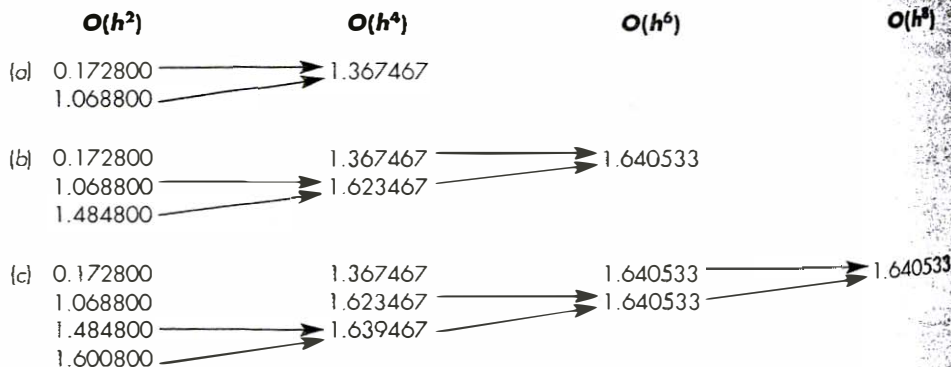 O(h²) O(h⁴) O(h⁶) O(h⁸)
(a) 0.172800 1.367467
1.068800
(b) 0.172800 1.367467 1.640533
1.068800 1.623467
1.484800
(c) 0.172800 1.367467 1.640533 1.640533
1.068800 1.623467 1.640533
1.484800 1.639467
1.600800